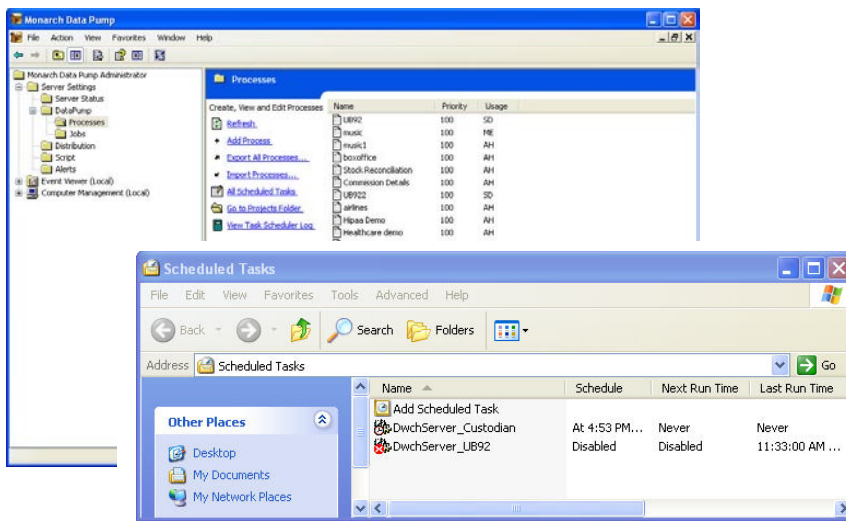 Monarch Data Pump
File Action View Favorites Window Help
Monarch Data Pump Administrator
Server Settings
Server Status
DataPump
Processes
Jobs
Distribution
Script
Alerts
Event Viewer (Local)
Computer Management (Local)
Processes
Create, View and Edit Processes
Refresh
Add Process
Export All Processes...
Import Processes...
All Scheduled Tasks
Go to Projects Folder
View Task Scheduler Log
Name Priority Usage
UB92 100 SD
music 100 ME
music1 100 AH
boxoffice 100 AH
Stock Reconciliation 100 AH
Commession Details 100 AH
UB922 100 SD
airlines 100 AH
Hipaa Demo 100 AH
Healthcare demo 100 AH
Scheduled Tasks
File Edit View Favorites Tools Advanced Help
Back Search Folders
Address Scheduled Tasks Go
Other Places
Desktop
My Documents
My Network Places
Name Schedule Next Run Time Last Run Time
Add Scheduled Task
DwchServer_Custodian At 4:53 PM... Never Never
DwchServer_UB92 Disabled Disabled 11:33:00 AM ...